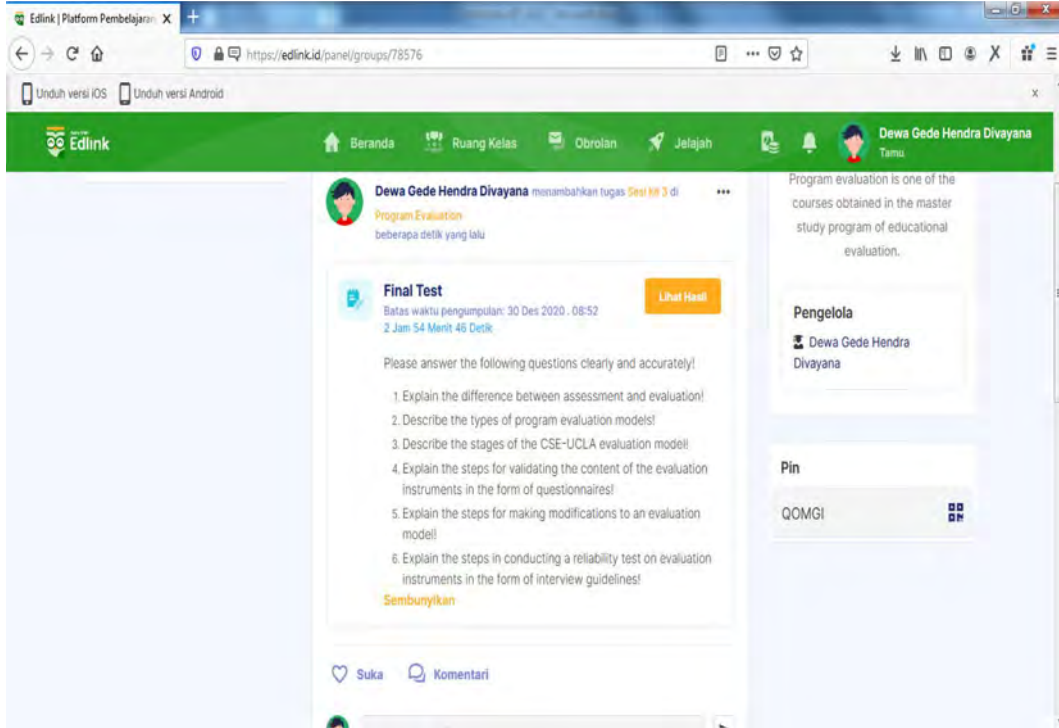 Edlink | Platform Pembelajaran
https://edlink.id/panel/groups/78576
Unduh versi iOS Unduh versi Android
Edlink
Beranda Ruang Kelas Obrolan Jelajah
Dewa Gede Hendra Divayana
Tamu
Dewa Gede Hendra Divayana menambahkan tugas Sesi Ke 3 di
Program Evaluation
beberapa detik yang lalu
Final Test
Lihat Hasil
Batas waktu pengumpulan: 30 Des 2020 . 08:52
2 Jam 54 Menit 46 Detik
Please answer the following questions clearly and accurately!
1. Explain the difference between assessment and evaluation!
2. Describe the types of program evaluation models!
3. Describe the stages of the CSE-UCLA evaluation model!
4. Explain the steps for validating the content of the evaluation
instruments in the form of questionnaires!
5. Explain the steps for making modifications to an evaluation
model!
6. Explain the steps in conducting a reliability test on evaluation
instruments in the form of interview guidelines!
Sembunyikan
Suka Komentari
Program evaluation is one of the
courses obtained in the master
study program of educational
evaluation.
Pengelola
Dewa Gede Hendra
Divayana
Pin
QOMGI